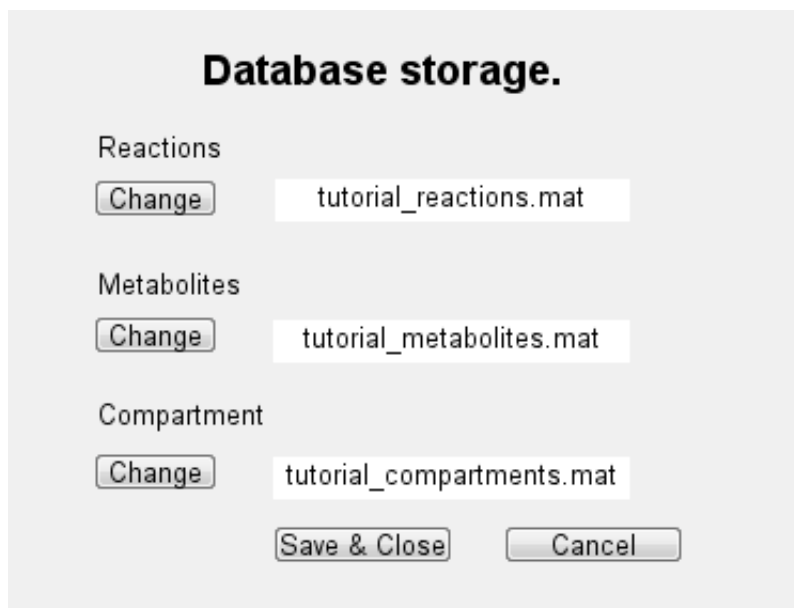 Database storage.
Reactions
Change tutorial_reactions.mat
Metabolites
Change tutorial_metabolites.mat
Compartment
Change tutorial_compartments.mat
Save & Close Cancel